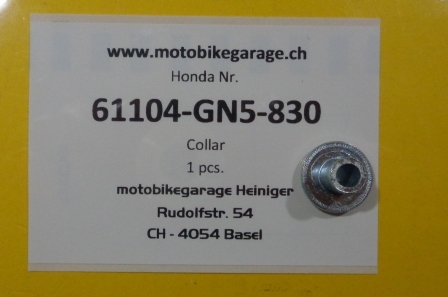 www.motobikegarage.ch
Honda Nr.
61104-GN5-830
Collar
1 pcs.
motobikegarage Heiniger
Rudolfstr. 54
CH - 4054 Basel